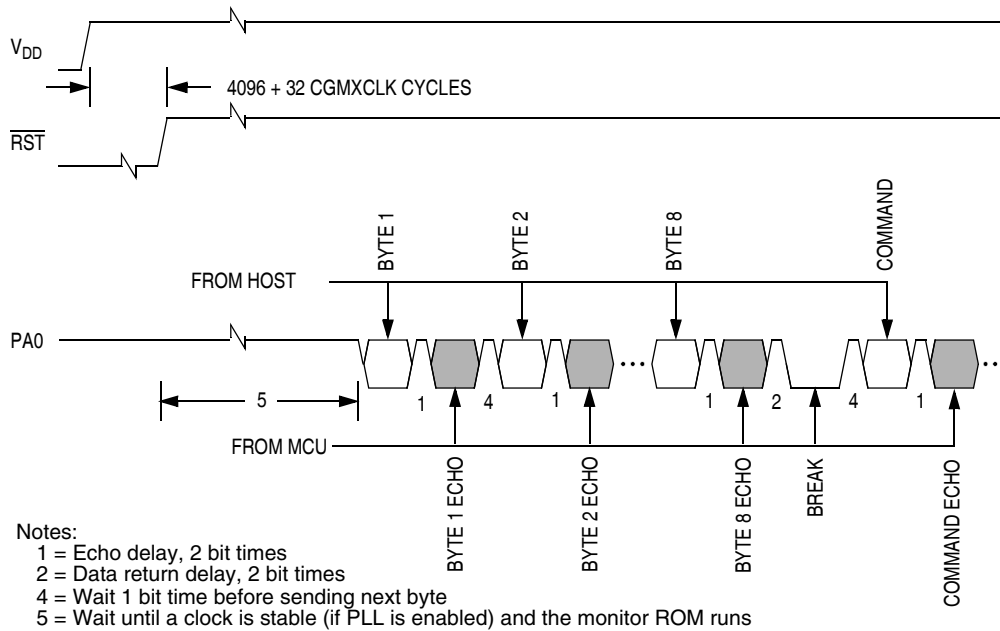 VDD
4096 + 32 CGMXCLK CYCLES
RST
BYTE 1
BYTE 2
BYTE 8
COMMAND
FROM HOST
PA0
...
...
1
4
1
1
2
4
1
5
FROM MCU
BYTE 1 ECHO
BYTE 2 ECHO
BYTE 8 ECHO
BREAK
COMMAND ECHO
Notes:
1 = Echo delay, 2 bit times
2 = Data return delay, 2 bit times
4 = Wait 1 bit time before sending next byte
5 = Wait until a clock is stable (if PLL is enabled) and the monitor ROM runs